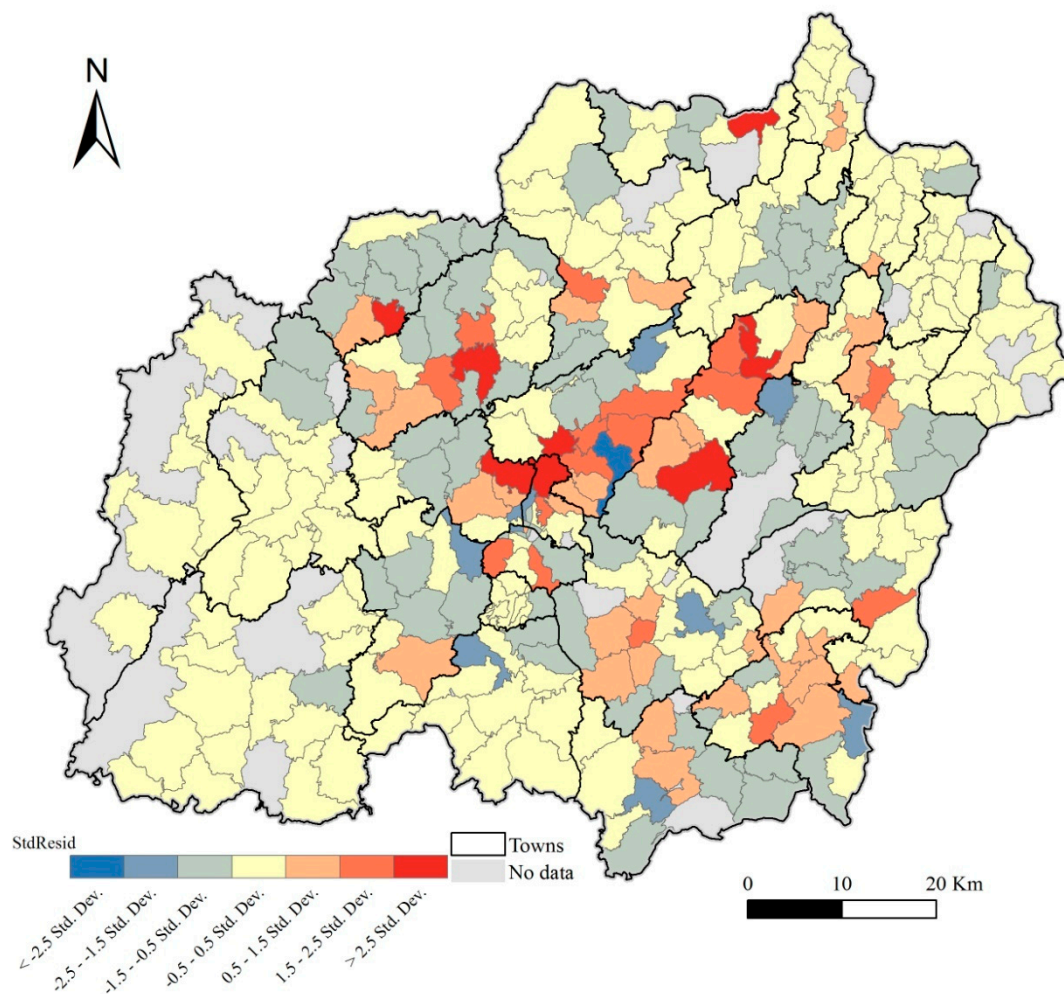 N
StdResid
Towns
No data
< -2.5 Std. Dev.
-2.5 - -1.5 Std. Dev.
-1.5 - -0.5 Std. Dev.
-0.5 - 0.5 Std. Dev.
0.5 - 1.5 Std. Dev.
1.5 - 2.5 Std. Dev.
> 2.5 Std. Dev.
0 10 20 Km